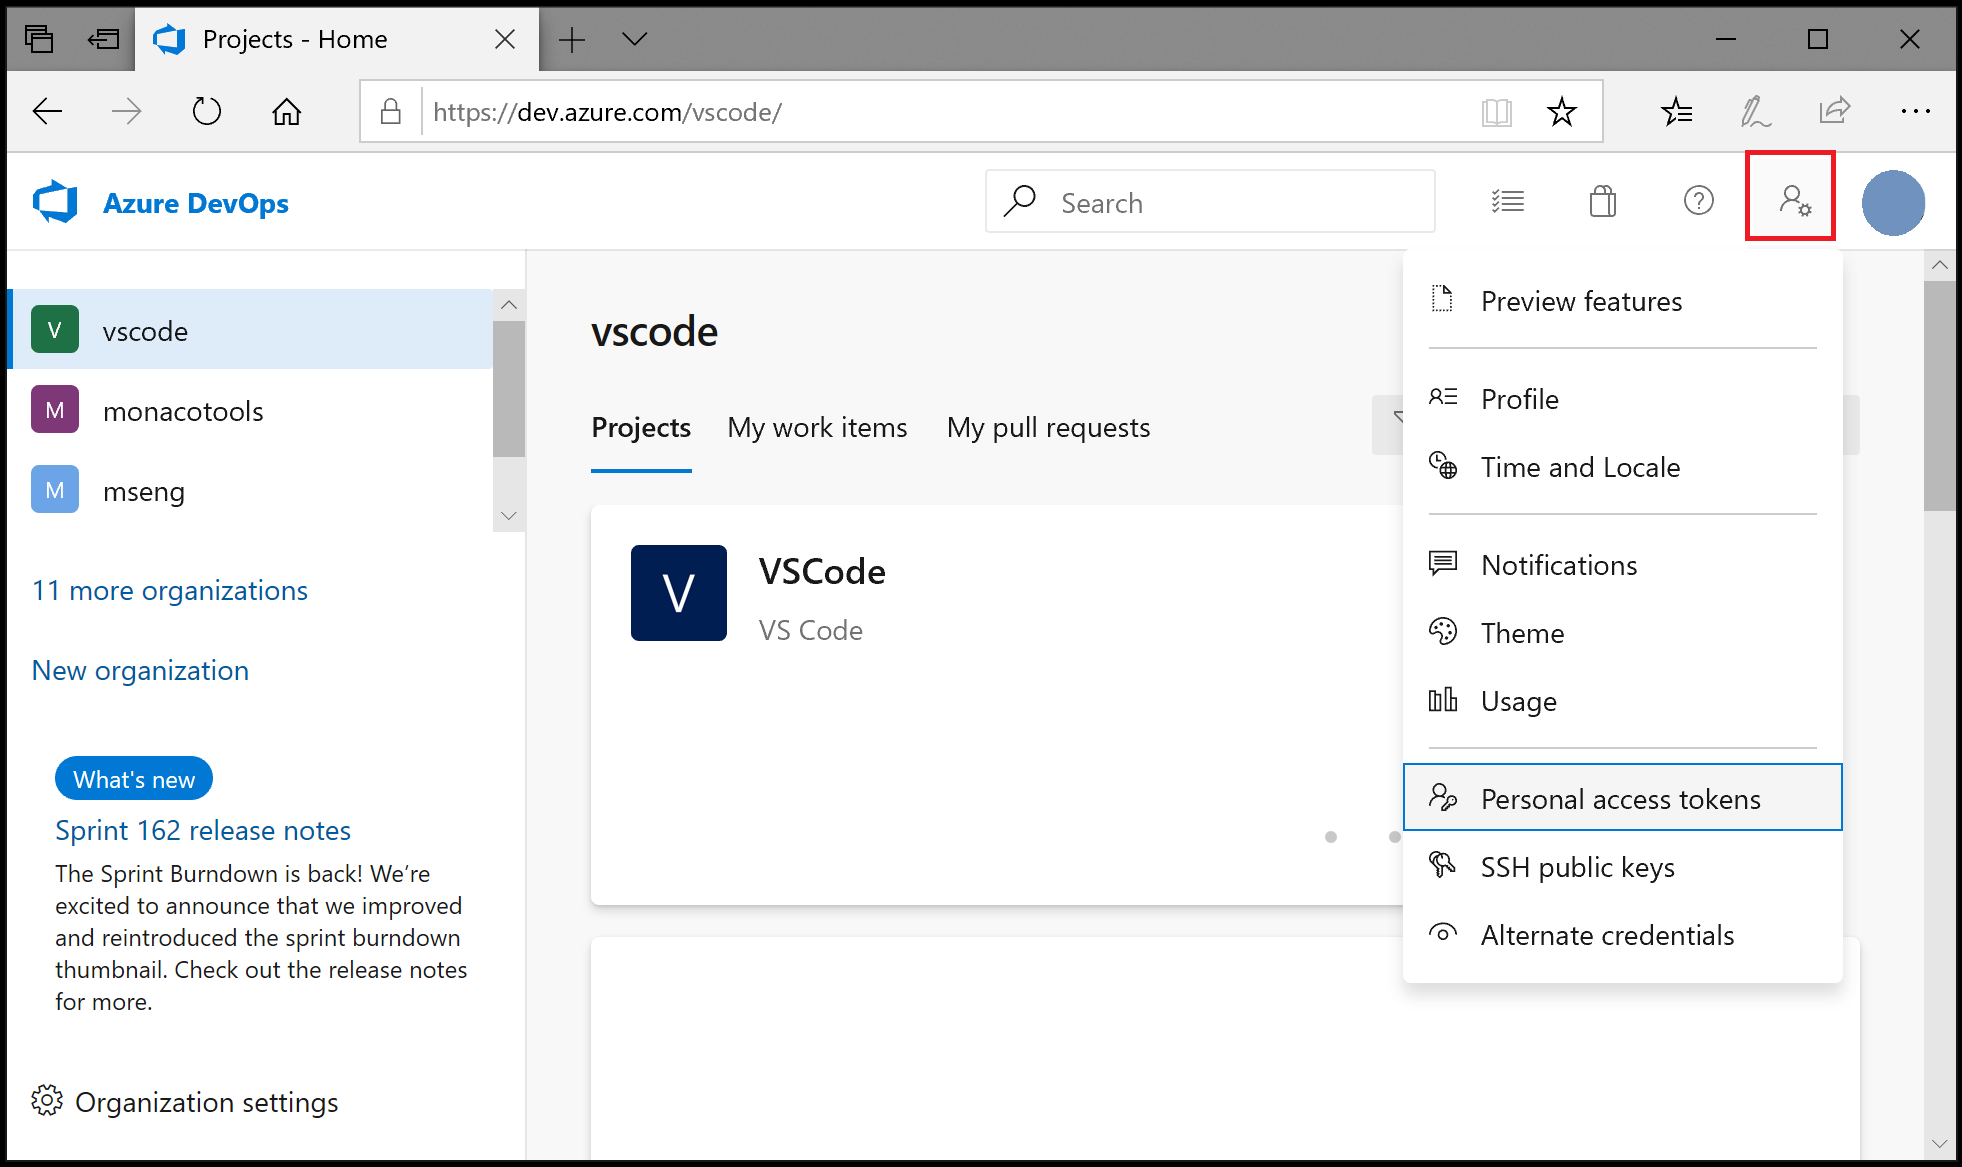 Projects - Home
https://dev.azure.com/vscode/
Azure DevOps
Search
V vscode
M monacotools
M mseng
11 more organizations
New organization
What's new
Sprint 162 release notes
The Sprint Burndown is back! We’re
excited to announce that we improved
and reintroduced the sprint burndown
thumbnail. Check out the release notes
for more.
Organization settings
vscode
Projects My work items My pull requests
V
VSCode
VS Code
Preview features
Profile
Time and Locale
Notifications
Theme
Usage
Personal access tokens
SSH public keys
Alternate credentials